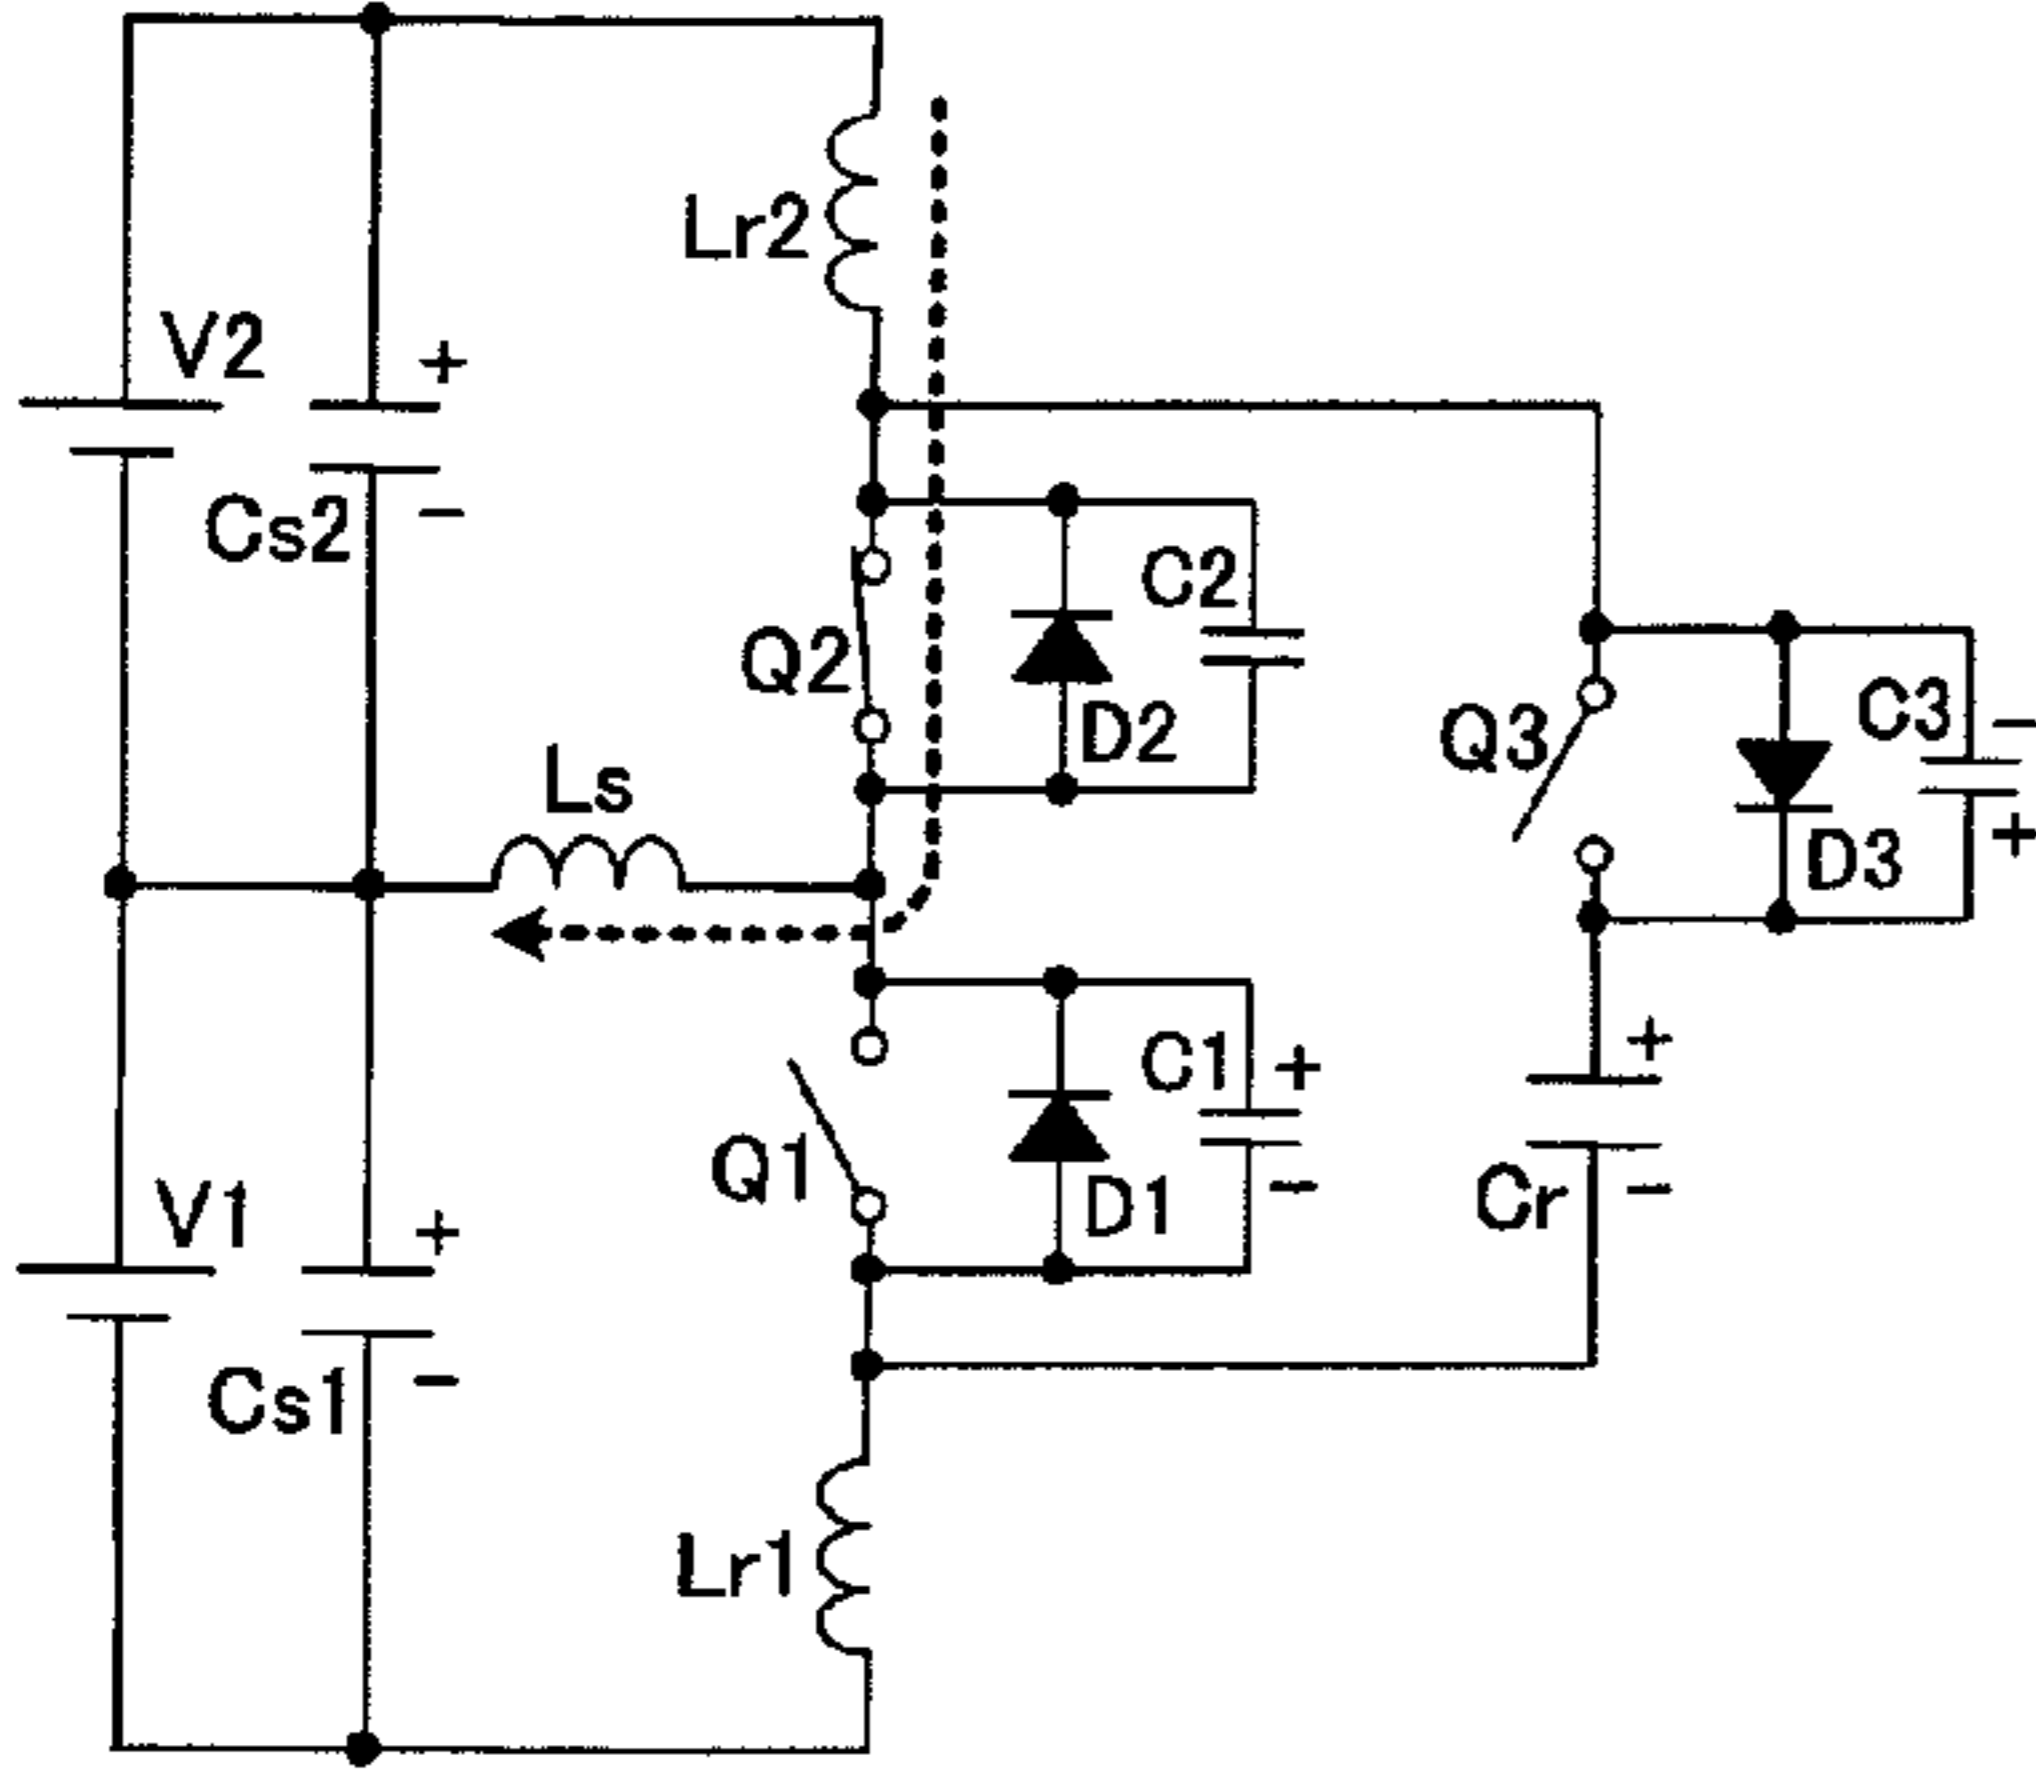 Lr2
V2
+
Cs2
−
C2
Q2
D2
C3
−
Q3
Ls
D3
+
C1
+
+
Q1
D1
−
Cr
−
V1
+
Cs1
−
Lr1